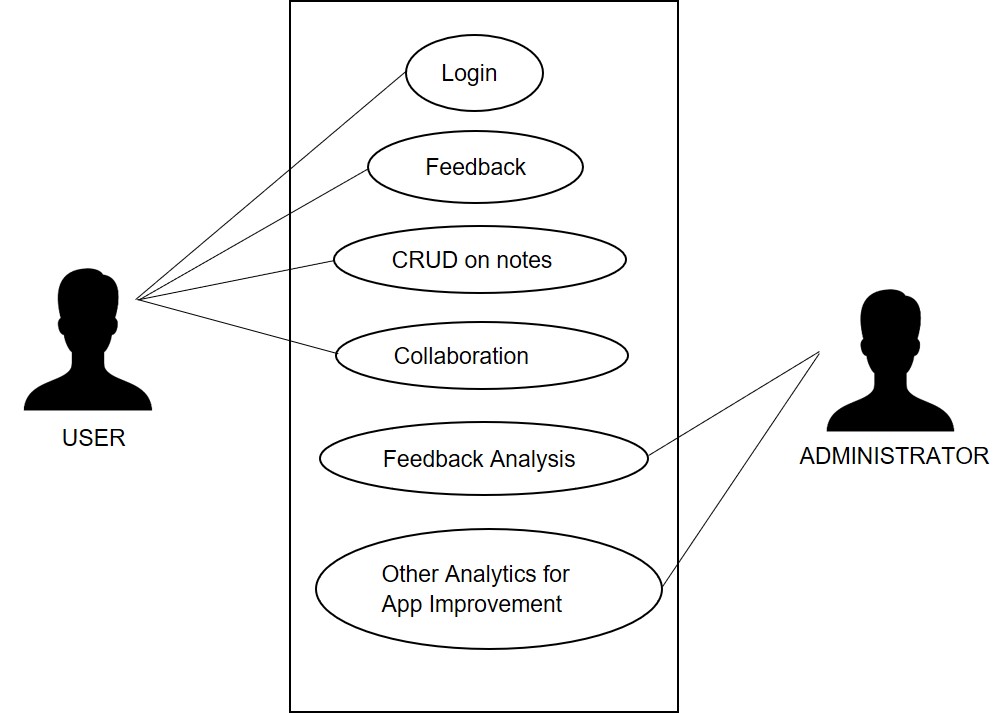 Login
Feedback
CRUD on notes
Collaboration
USER
Feedback Analysis
ADMINISTRATOR
Other Analytics for
App Improvement